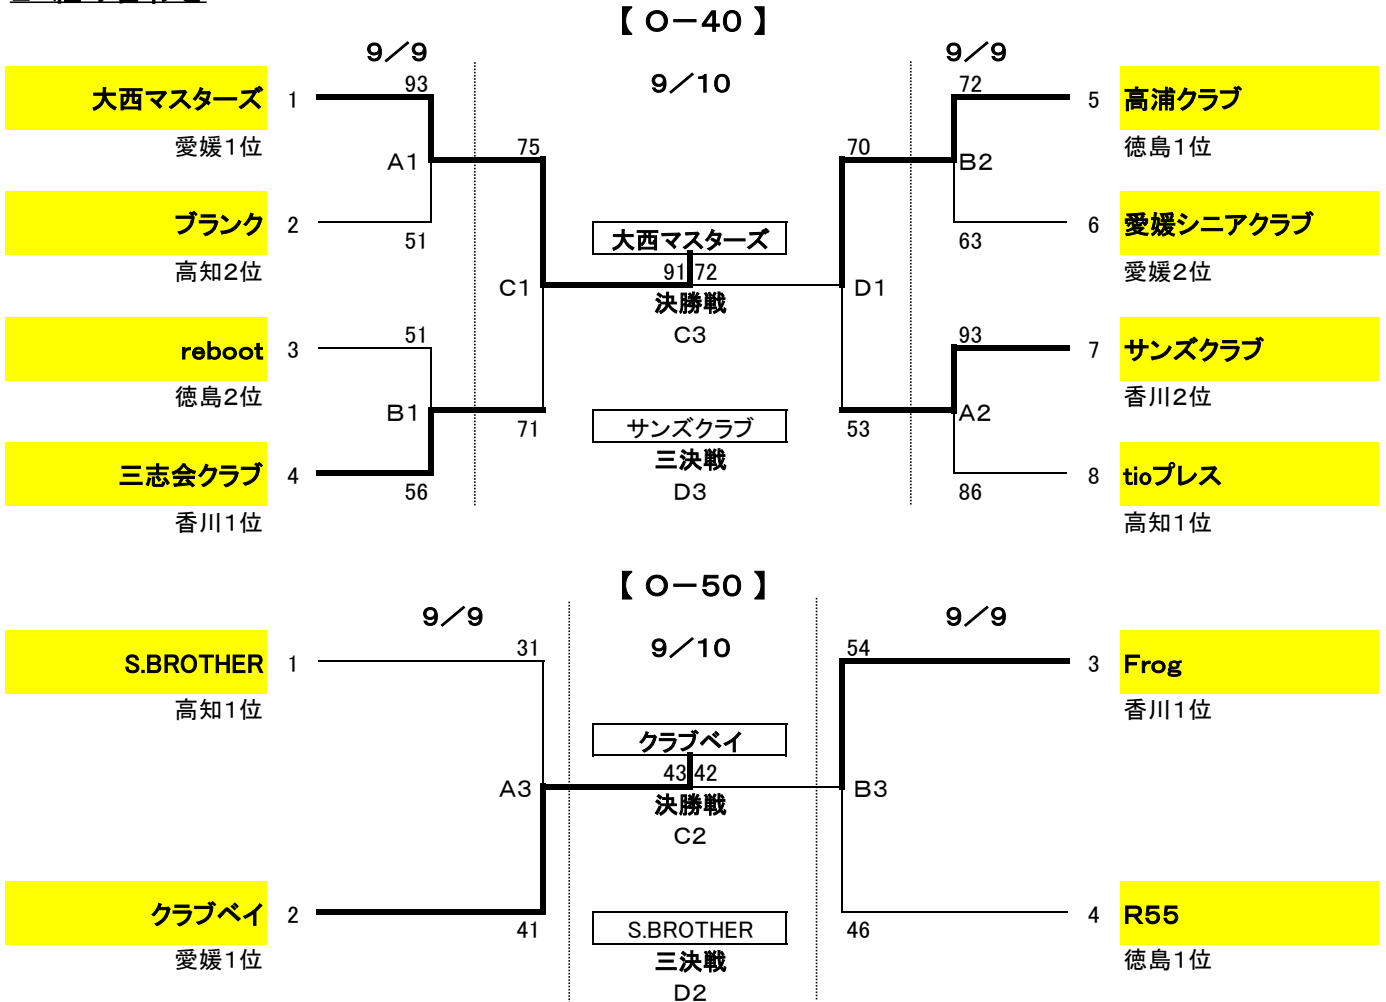 【 O－40 】
9／9
9／10
9／9
大西マスターズ 1 93
愛媛1位
A1
75
ブランク 2 51
高知2位
C1
reboot 3 51
徳島2位
B1
71
三志会クラブ 4 56
香川1位
大西マスターズ
91 72
決勝戦
C3
サンズクラブ
三決戦
D3
72 5 高浦クラブ
徳島1位
70
B2
63 6 愛媛シニアクラブ
愛媛2位
D1
93 7 サンズクラブ
香川2位
53
A2
86 8 tioプレス
高知1位
【 O－50 】
9／9
9／10
9／9
S.BROTHER 1 31
高知1位
A3
クラブベイ 2 41
愛媛1位
クラブベイ
43 42
決勝戦
C2
S.BROTHER
三決戦
D2
54 3 Frog
香川1位
B3
46 4 R55
徳島1位